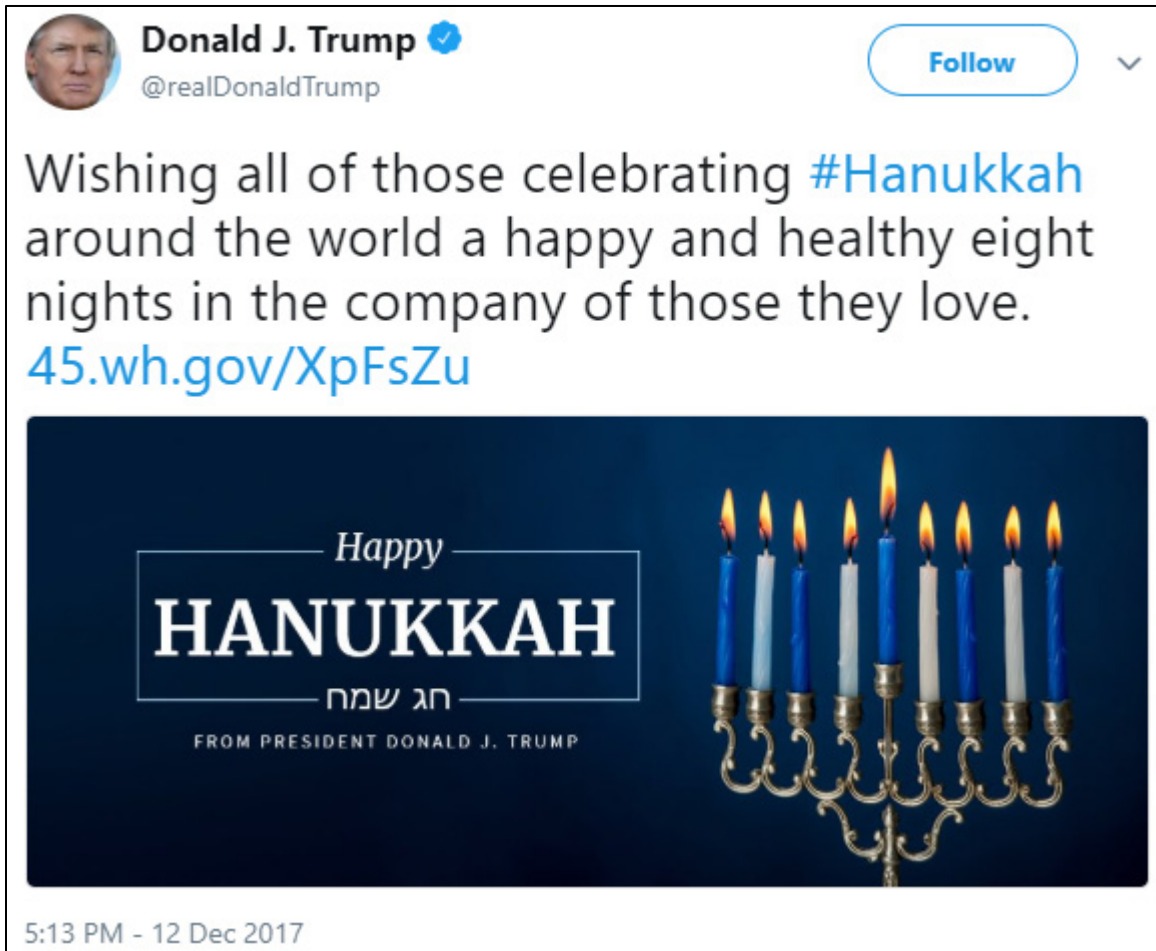 Donald J. Trump
@realDonaldTrump
Follow
Wishing all of those celebrating #Hanukkah
around the world a happy and healthy eight
nights in the company of those they love.
45.wh.gov/XpFsZu
Happy
HANUKKAH
חג שמח
FROM PRESIDENT DONALD J. TRUMP
5:13 PM - 12 Dec 2017